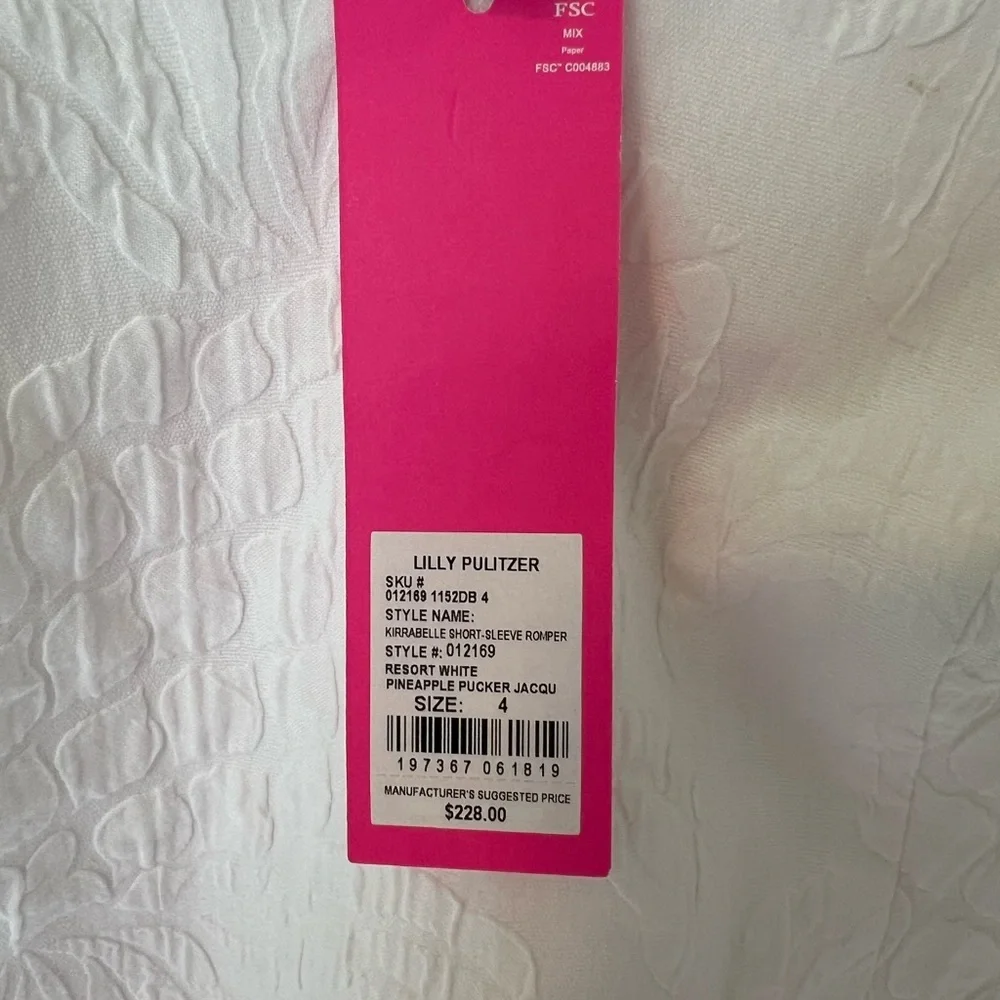 FSC
MIX
Paper
FSC™ C004683
LILLY PULITZER
SKU #
012169 1152DB 4
STYLE NAME:
KIRRABELLE SHORT-SLEEVE ROMPER
STYLE #: 012169
RESORT WHITE
PINEAPPLE PUCKER JACQU
SIZE: 4
197367 061819
MANUFACTURER'S SUGGESTED PRICE
$228.00